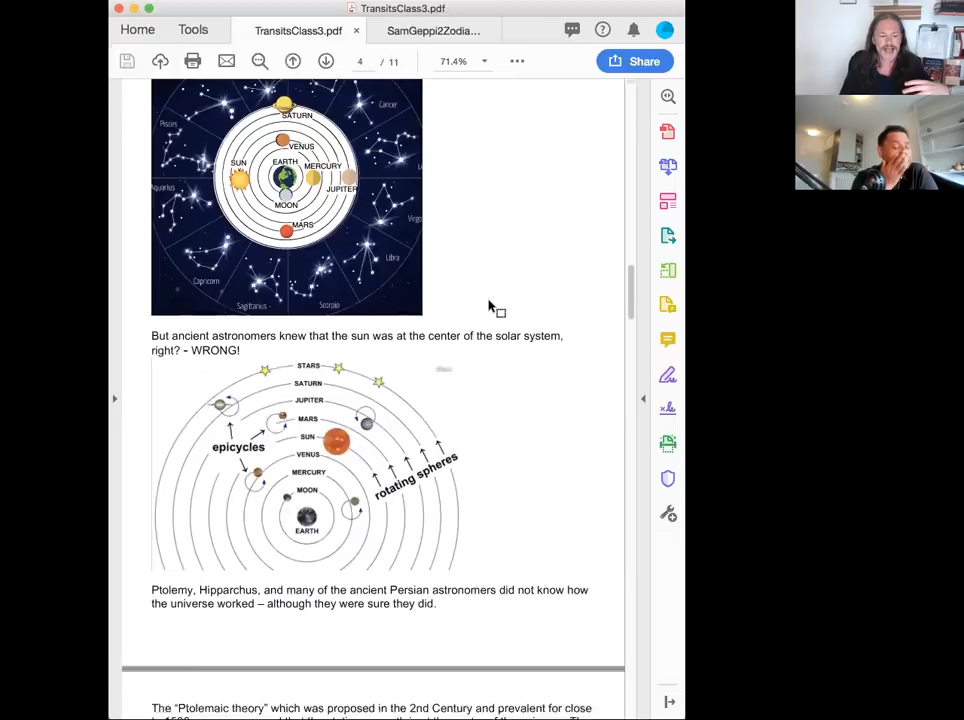 TransitsClass3.pdf
Home
Tools
TransitsClass3.pdf
×
SamGeppi2Zodia...
4 / 11
71.4%
Share
Cancer
Pisces
SATURN
VENUS
EARTH
SUN
MERCURY
Aquarius
JUPITER
MOON
Virgo
MARS
Libra
Capricorn
Sagittarius
Scorpio
But ancient astronomers knew that the sun was at the center of the solar system,
right? - WRONG!
STARS
SATURN
JUPITER
MARS
SUN
epicycles
VENUS
rotating spheres
MERCURY
MOON
EARTH
Ptolemy, Hipparchus, and many of the ancient Persian astronomers did not know how
the universe worked – although they were sure they did.
The “Ptolemaic theory” which was proposed in the 2nd Century and prevalent for close